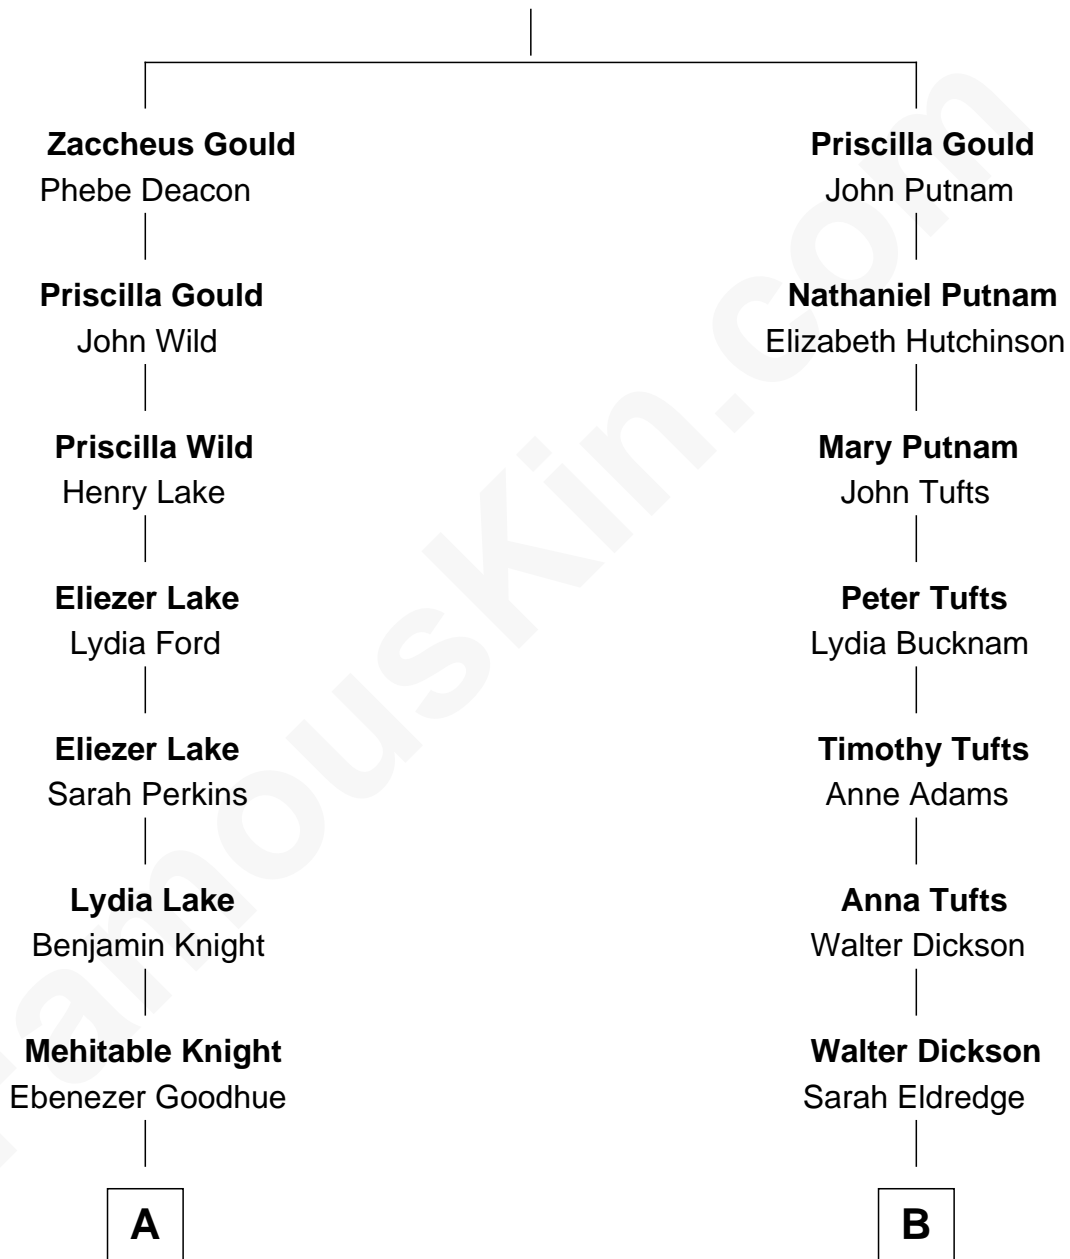 Zaccheus Gould
Phebe Deacon
Priscilla Gould
John Wild
Priscilla Wild
Henry Lake
Eliezer Lake
Lydia Ford
Eliezer Lake
Sarah Perkins
Lydia Lake
Benjamin Knight
Mehitable Knight
Ebenezer Goodhue
A
Priscilla Gould
John Putnam
Nathaniel Putnam
Elizabeth Hutchinson
Mary Putnam
John Tufts
Peter Tufts
Lydia Bucknam
Timothy Tufts
Anne Adams
Anna Tufts
Walter Dickson
Walter Dickson
Sarah Eldredge
B
FamousKin.com